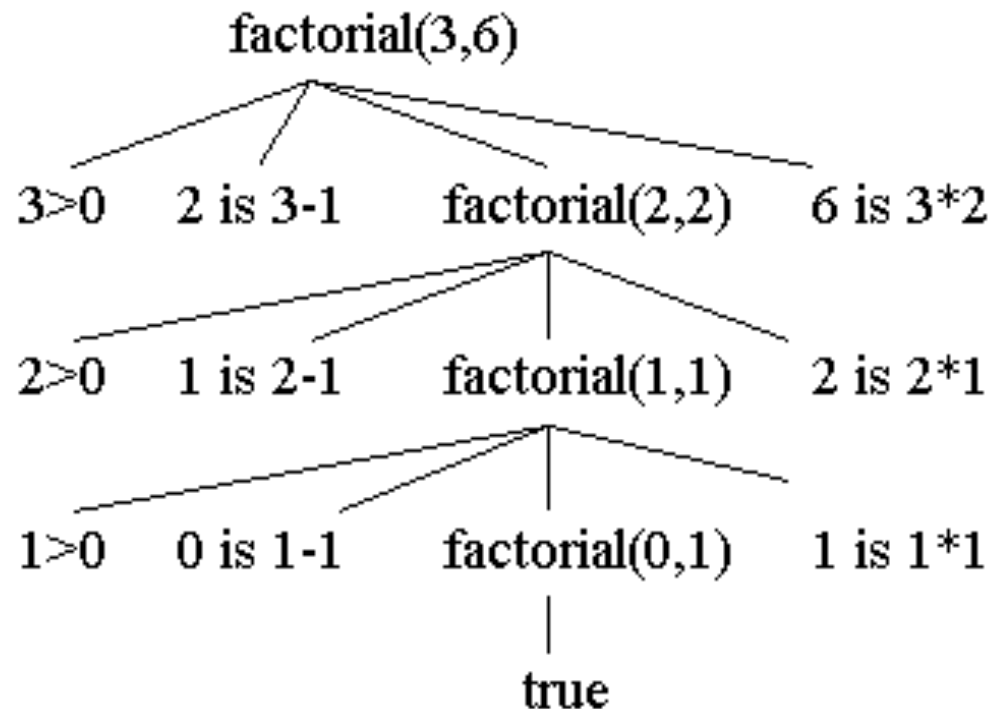 factorial(3,6)
3>0 2 is 3-1 factorial(2,2) 6 is 3*2
2>0 1 is 2-1 factorial(1,1) 2 is 2*1
1>0 0 is 1-1 factorial(0,1) 1 is 1*1
true